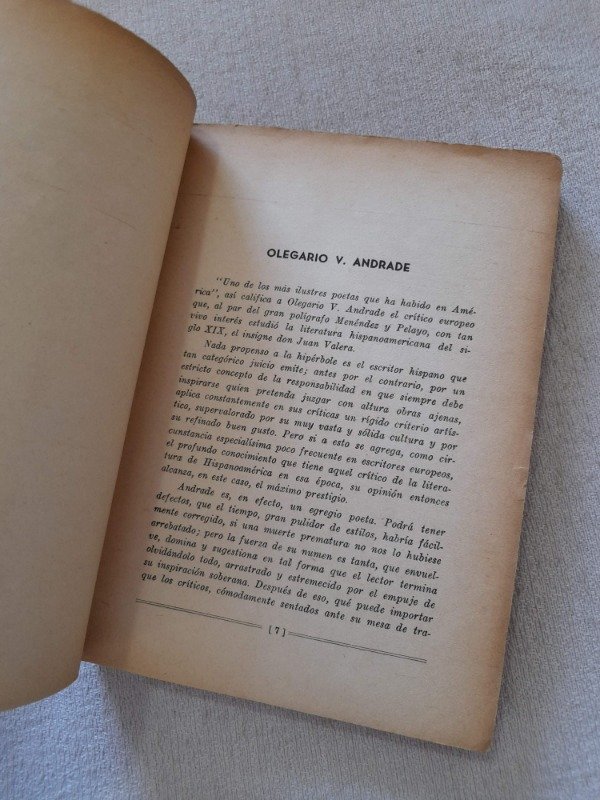 OLEGARIO V. ANDRADE
"Uno de los más ilustres poetas que ha habido en Amé-
rica", así califica a Olegario V. Andrade el crítico europeo
que, al par del gran polígrafo Menéndez y Pelayo, con tan
vivo interés estudió la literatura hispanoamericana del si-
glo XIX, el insigne don Juan Valera.
Nada propenso a la hipérbole es el escritor hispano que
tan categórico juicio emite; antes por el contrario, por un
estricto concepto de la responsabilidad en que siempre debe
inspirarse quien pretenda juzgar con altura obras ajenas,
aplica constantemente en sus críticas un rígido criterio artís-
tico, supervalorado por su muy vasta y sólida cultura y por
su refinado buen gusto. Pero si a esto se agrega, como cir-
cunstancia especialísima poco frecuente en escritores europeos,
el profundo conocimiento que tiene aquel crítico de la litera-
tura de Hispanoamérica en esa época, su opinión entonces
alcanza, en este caso, el máximo prestigio.
Andrade es, en efecto, un egregio poeta. Podrá tener
defectos, que el tiempo, gran pulidor de estilos, habría fácil-
mente corregido, si una muerte prematura no nos lo hubiese
arrebatado; pero la fuerza de su numen es tanta, que envuel-
ve, domina y sugestiona en tal forma que el lector termina
olvidándolo todo, arrastrado y estremecido por el empuje de
su inspiración soberana. Después de eso, qué puede importar
que los críticos, cómodamente sentados ante su mesa de tra-
[ 7 ]